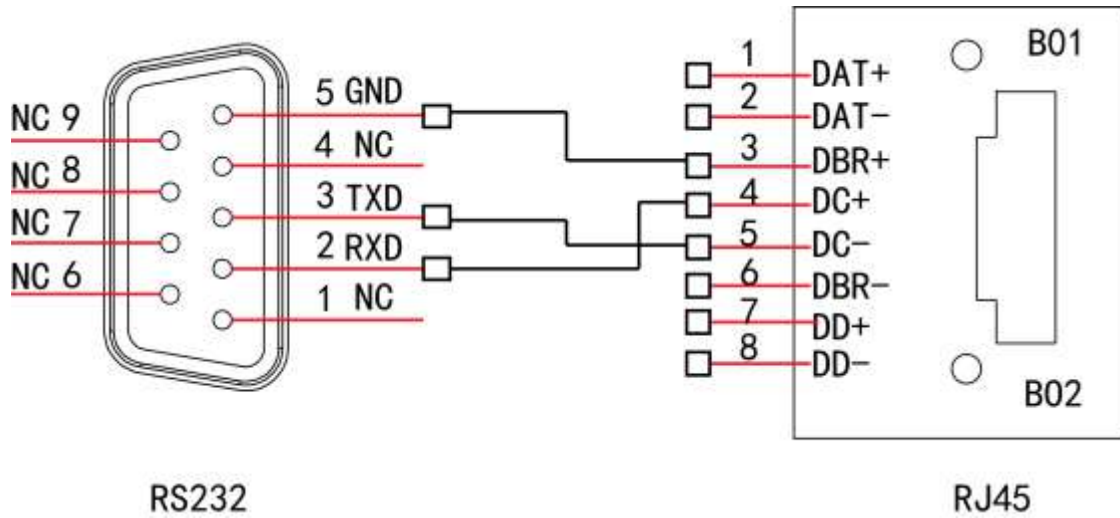 NC 9
NC 8
NC 7
NC 6
5 GND
4 NC
3 TXD
2 RXD
1 NC
RS232
1 DAT+
2 DAT-
3 DBR+
4 DC+
5 DC-
6 DBR-
7 DD+
8 DD-
B01
B02
RJ45